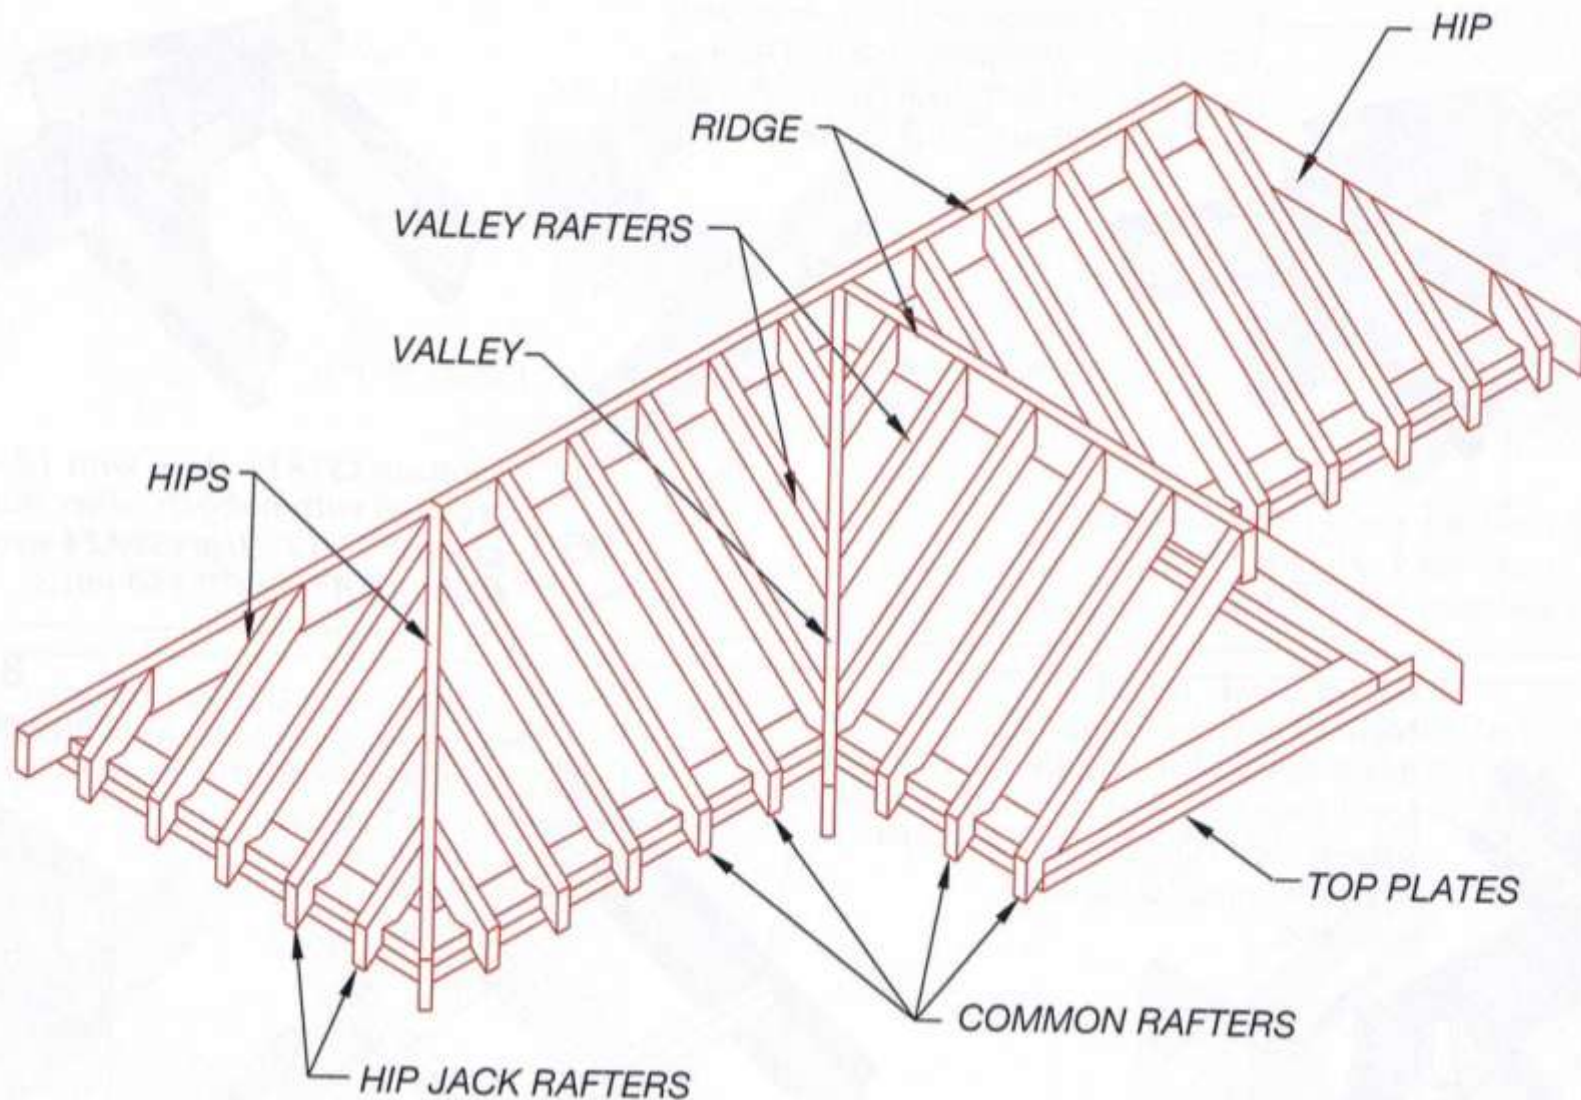 HIP
RIDGE
VALLEY RAFTERS
VALLEY
HIPS
TOP PLATES
COMMON RAFTERS
HIP JACK RAFTERS